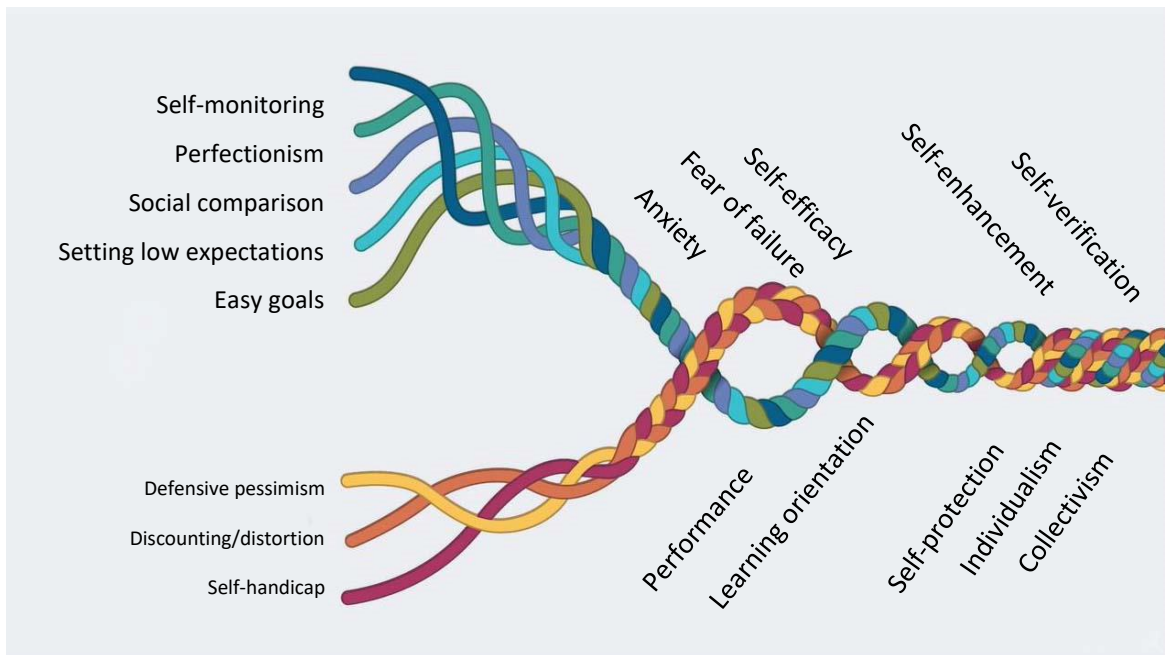 Self-monitoring
Perfectionism
Social comparison
Setting low expectations
Easy goals
Defensive pessimism
Discounting/distortion
Self-handicap
Anxiety
Fear of failure
Self-efficacy
Self-enhancement
Self-verification
Performance
Learning orientation
Self-protection
Individualism
Collectivism